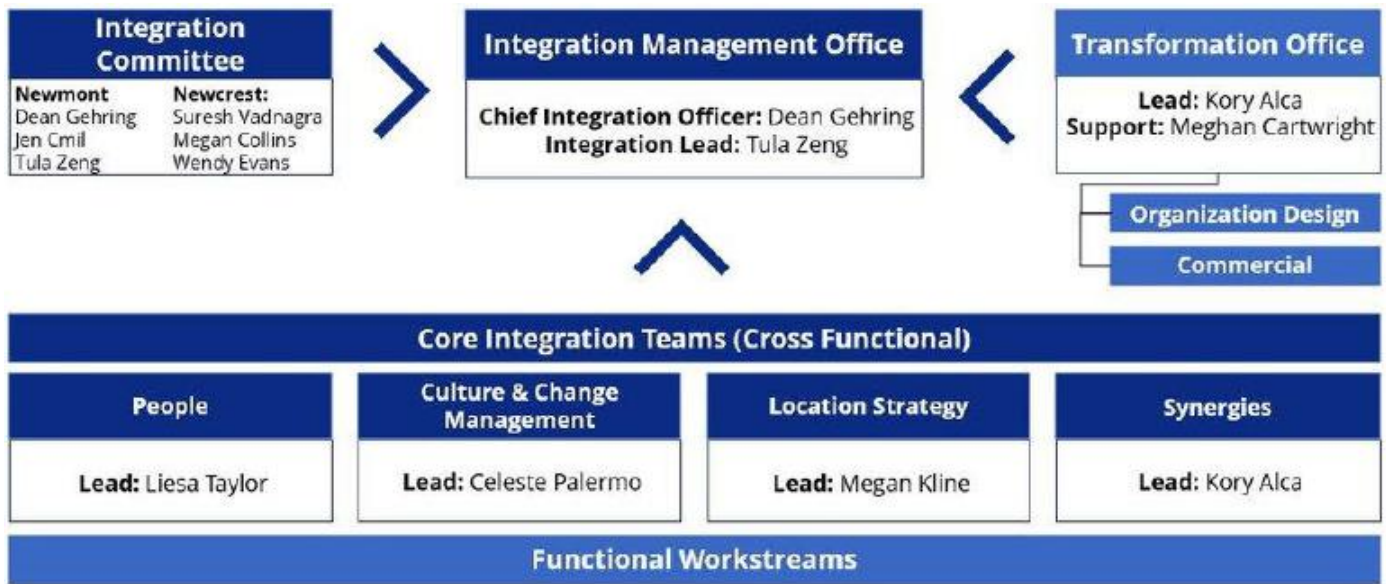 Integration
Committee
Newmont
Dean Gehring
Jen Cmil
Tula Zeng
Newcrest:
Suresh Vadnagra
Megan Collins
Wendy Evans
Integration Management Office
Chief Integration Officer: Dean Gehring
Integration Lead: Tula Zeng
Transformation Office
Lead: Kory Alca
Support: Meghan Cartwright
Organization Design
Commercial
Core Integration Teams (Cross Functional)
People
Lead: Liesa Taylor
Culture & Change
Management
Lead: Celeste Palermo
Location Strategy
Lead: Megan Kline
Synergies
Lead: Kory Alca
Functional Workstreams